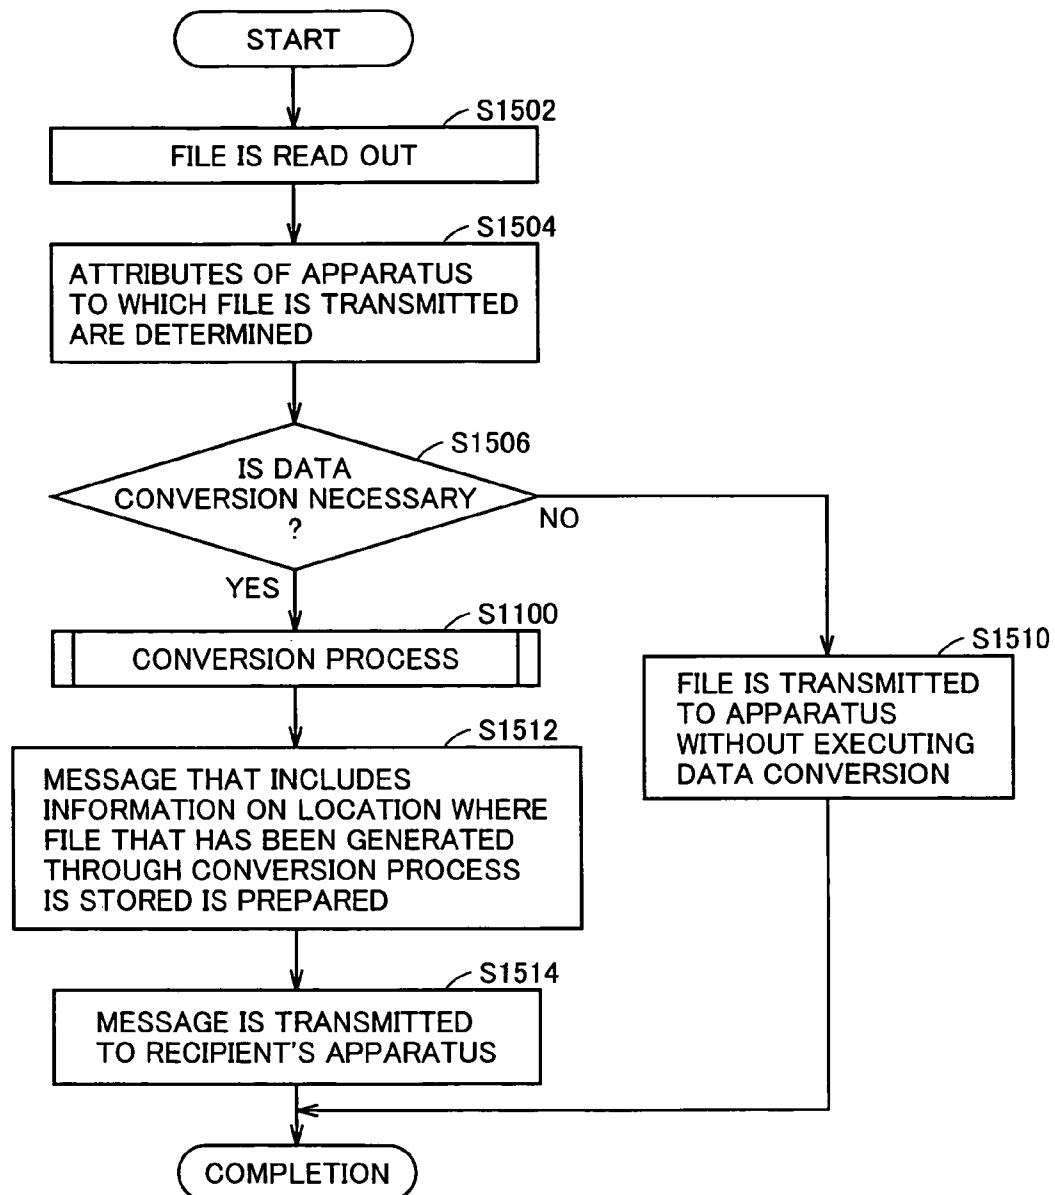 START
S1502
FILE IS READ OUT
S1504
ATTRIBUTES OF APPARATUS
TO WHICH FILE IS TRANSMITTED
ARE DETERMINED
S1506
IS DATA
CONVERSION NECESSARY
?
NO
YES
S1100
CONVERSION PROCESS
S1510
FILE IS TRANSMITTED
TO APPARATUS
WITHOUT EXECUTING
DATA CONVERSION
S1512
MESSAGE THAT INCLUDES
INFORMATION ON LOCATION WHERE
FILE THAT HAS BEEN GENERATED
THROUGH CONVERSION PROCESS
IS STORED IS PREPARED
S1514
MESSAGE IS TRANSMITTED
TO RECIPIENT'S APPARATUS
COMPLETION